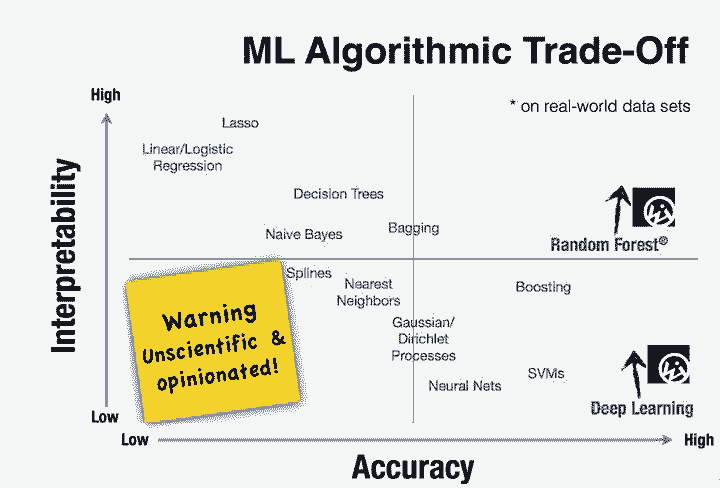 ML Algorithmic Trade-Off
High
* on real-world data sets
Lasso
Linear/Logistic
Regression
Decision Trees
Naive Bayes
Bagging
Random Forest®
Interpretability
Splines
Nearest
Neighbors
Boosting
Warning
Unscientific &
opinionated!
Gaussian/
Dirichlet
Processes
Neural Nets
SVMs
Deep Learning
Low
Low
High
Accuracy